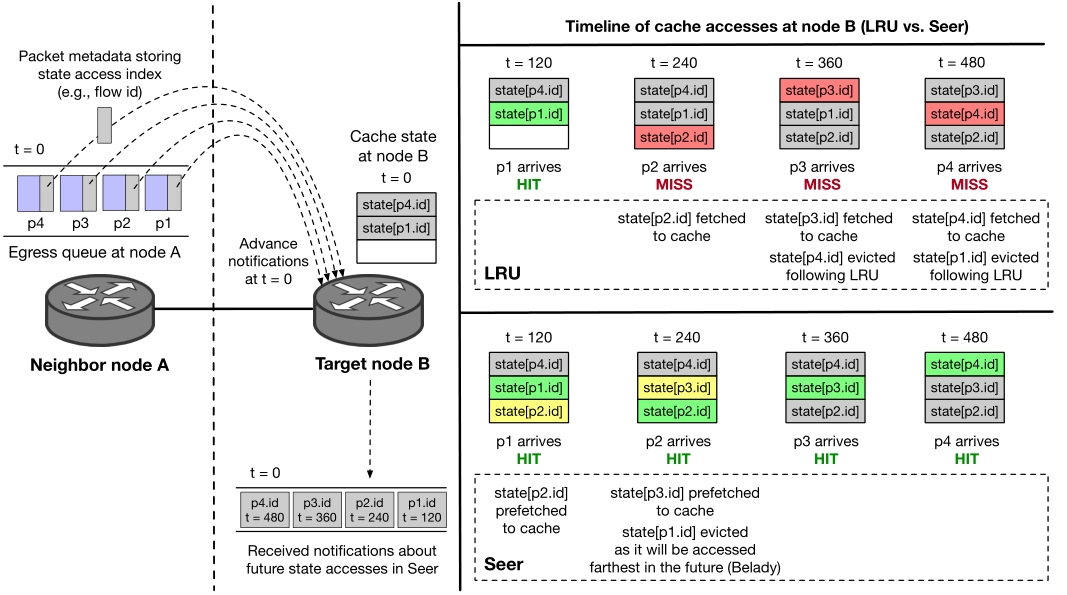 Packet metadata storing
state access index
(e.g., flow id)
t = 0
p4 p3 p2 p1
Egress queue at node A
Neighbor node A
Advance
notifications
at t = 0
Cache state
at node B
t = 0
state[p4.id]
state[p1.id]
Target node B
t = 0
p4.id p3.id p2.id p1.id
t = 480 t = 360 t = 240 t = 120
Received notifications about
future state accesses in Seer
Timeline of cache accesses at node B (LRU vs. Seer)
t = 120 t = 240 t = 360 t = 480
state[p4.id] state[p4.id] state[p3.id] state[p3.id]
state[p1.id] state[p1.id] state[p1.id] state[p4.id]
state[p2.id] state[p2.id] state[p2.id]
p1 arrives p2 arrives p3 arrives p4 arrives
HIT MISS MISS MISS
state[p2.id] fetched state[p3.id] fetched state[p4.id] fetched
to cache to cache to cache
state[p4.id] evicted state[p1.id] evicted
following LRU following LRU
LRU
t = 120 t = 240 t = 360 t = 480
state[p4.id] state[p4.id] state[p4.id] state[p4.id]
state[p1.id] state[p3.id] state[p3.id] state[p3.id]
state[p2.id] state[p2.id] state[p2.id] state[p2.id]
p1 arrives p2 arrives p3 arrives p4 arrives
HIT HIT HIT HIT
state[p2.id] state[p3.id] prefetched
prefetched to cache
to cache state[p1.id] evicted
as it will be accessed
farthest in the future (Belady)
Seer